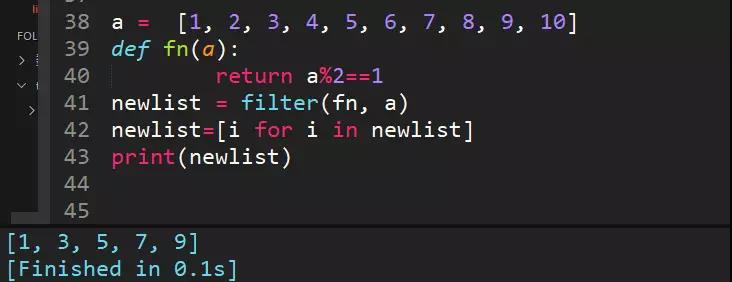 li
FOL
38 a =  [1, 2, 3, 4, 5, 6, 7, 8, 9, 10]
39 def fn(a):
40         return a%2==1
41 newlist = filter(fn, a)
42 newlist=[i for i in newlist]
43 print(newlist)
44
45
[1, 3, 5, 7, 9]
[Finished in 0.1s]